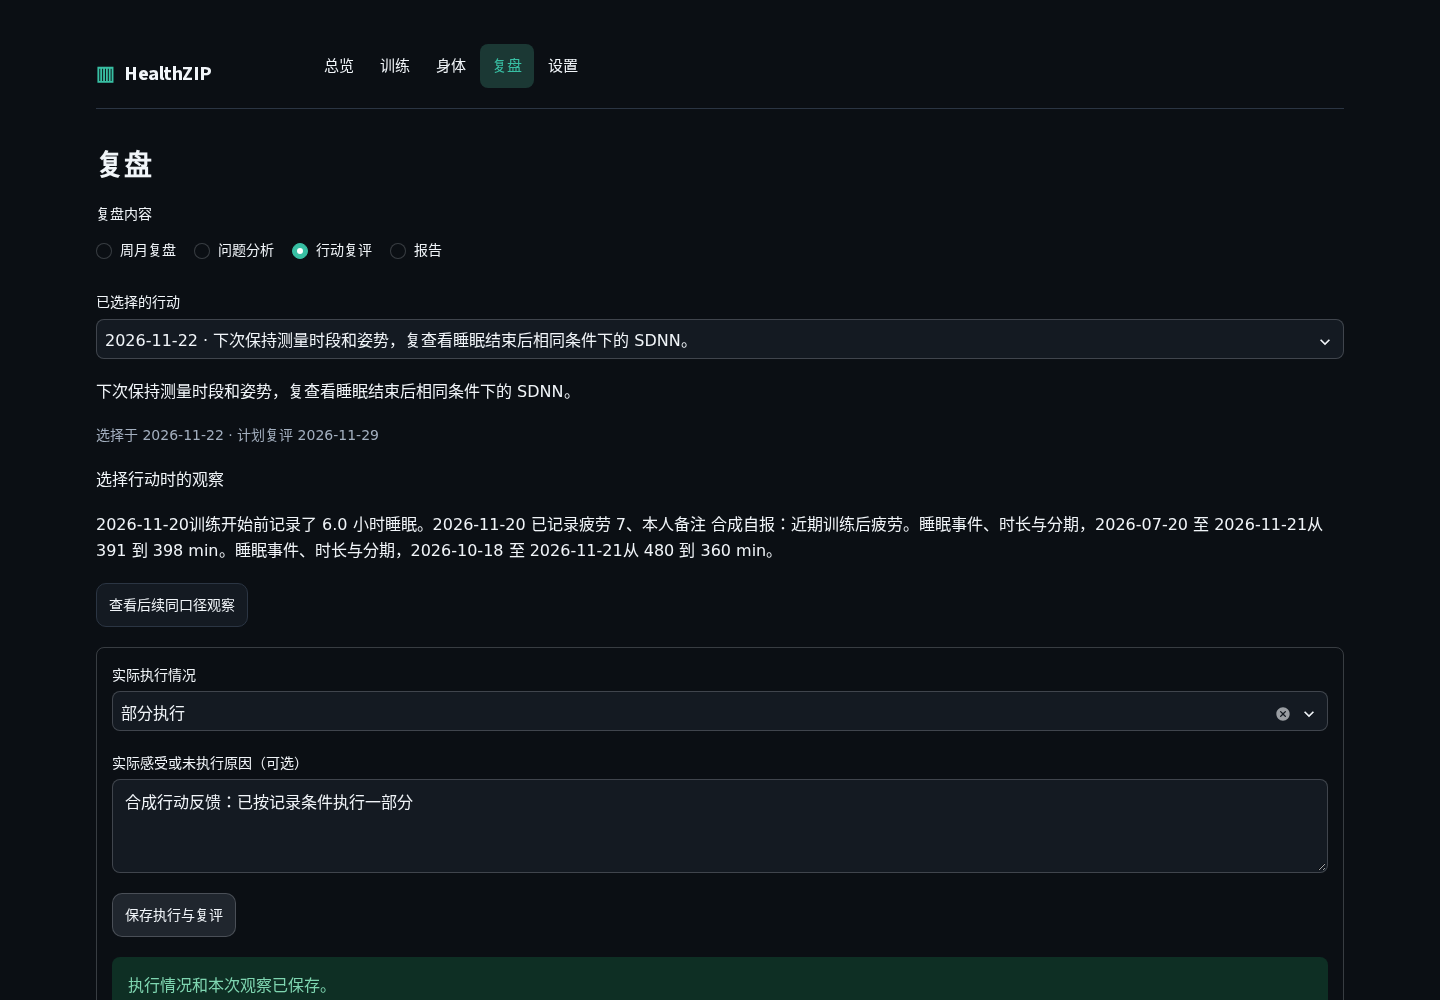 HealthZIP
总览
训练
身体
复盘
设置
复盘
复盘内容
周月复盘
问题分析
行动复评
报告
已选择的行动
2026-11-22 · 下次保持测量时段和姿势，复查看睡眠结束后相同条件下的 SDNN。
下次保持测量时段和姿势，复查看睡眠结束后相同条件下的 SDNN。
选择于 2026-11-22 · 计划复评 2026-11-29
选择行动时的观察
2026-11-20训练开始前记录了 6.0 小时睡眠。2026-11-20 已记录疲劳 7、本人备注 合成自报：近期训练后疲劳。睡眠事件、时长与分期，2026-07-20 至 2026-11-21从
391 到 398 min。睡眠事件、时长与分期，2026-10-18 至 2026-11-21从 480 到 360 min。
查看后续同口径观察
实际执行情况
部分执行
实际感受或未执行原因（可选）
合成行动反馈：已按记录条件执行一部分
保存执行与复评
执行情况和本次观察已保存。